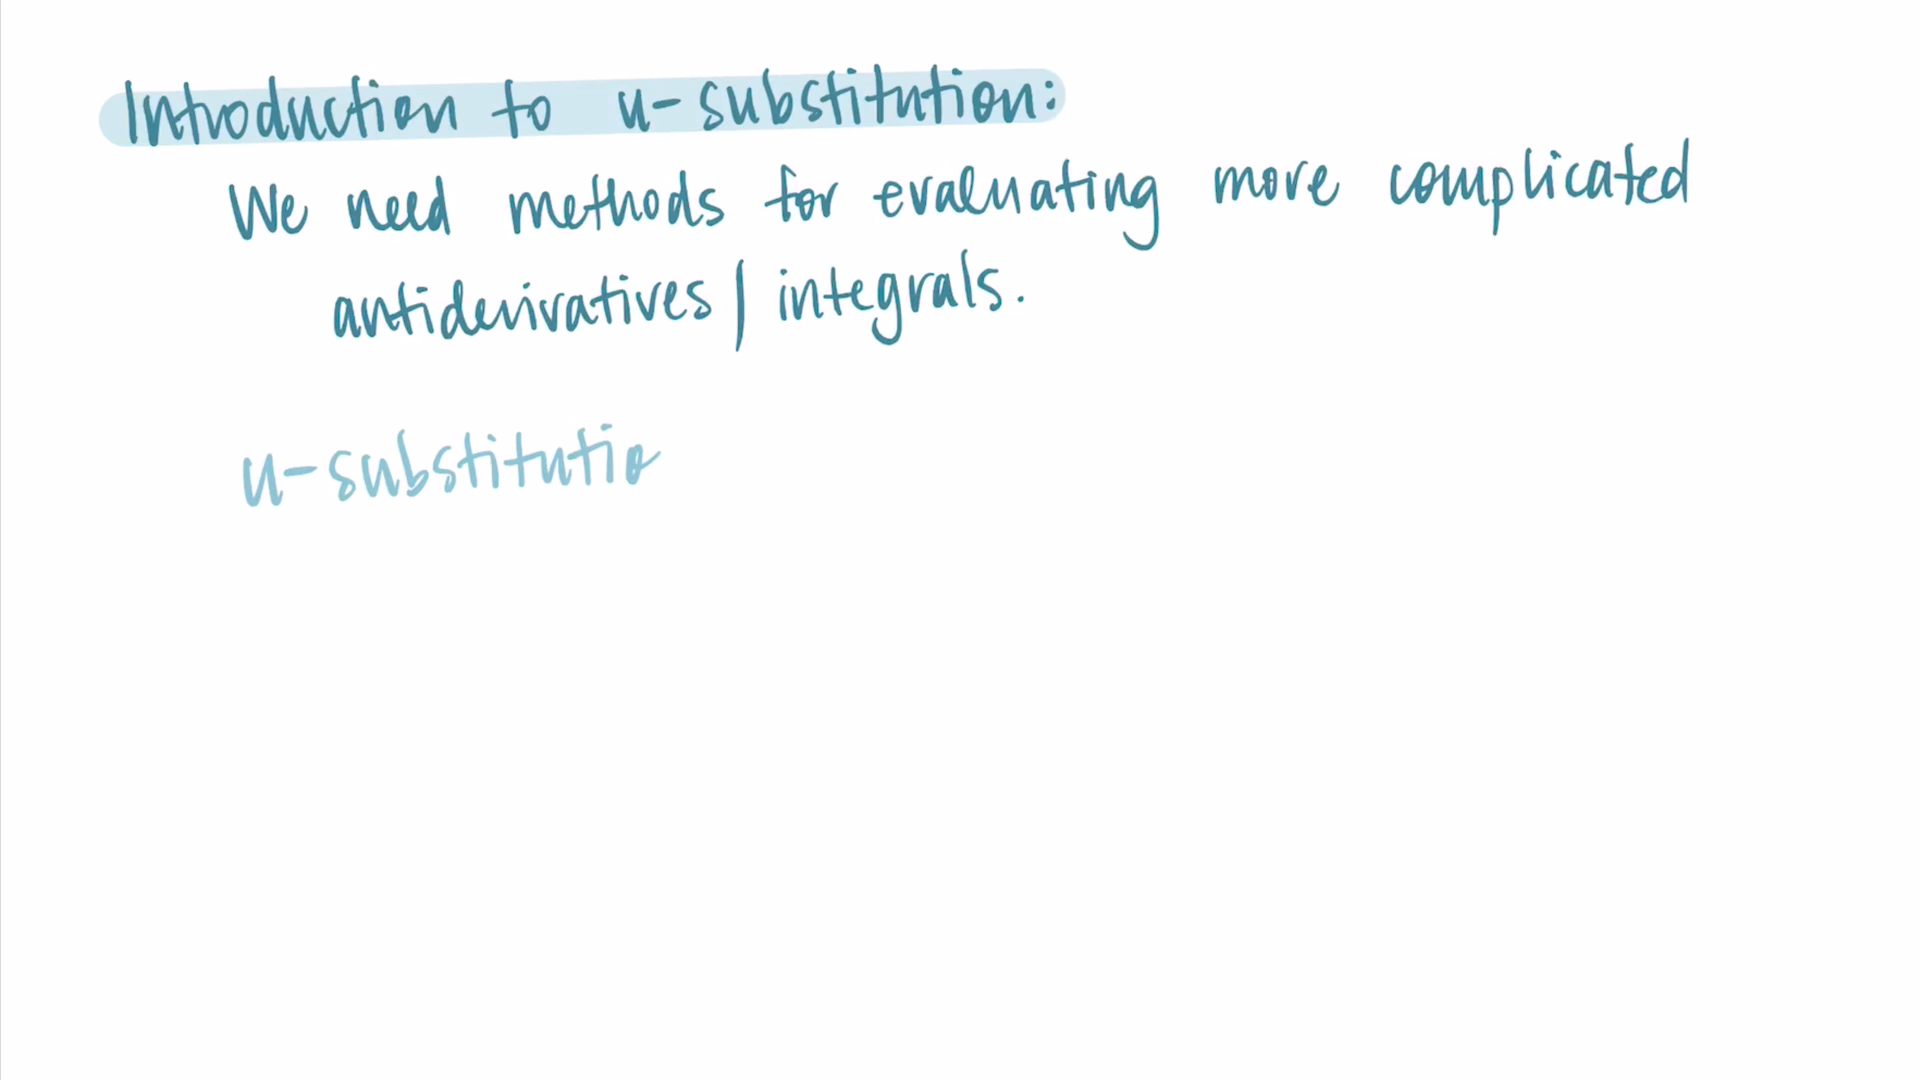 Introduction to u-substitution:
We need methods for evaluating more complicated
antiderivatives/integrals.
u-substitutio